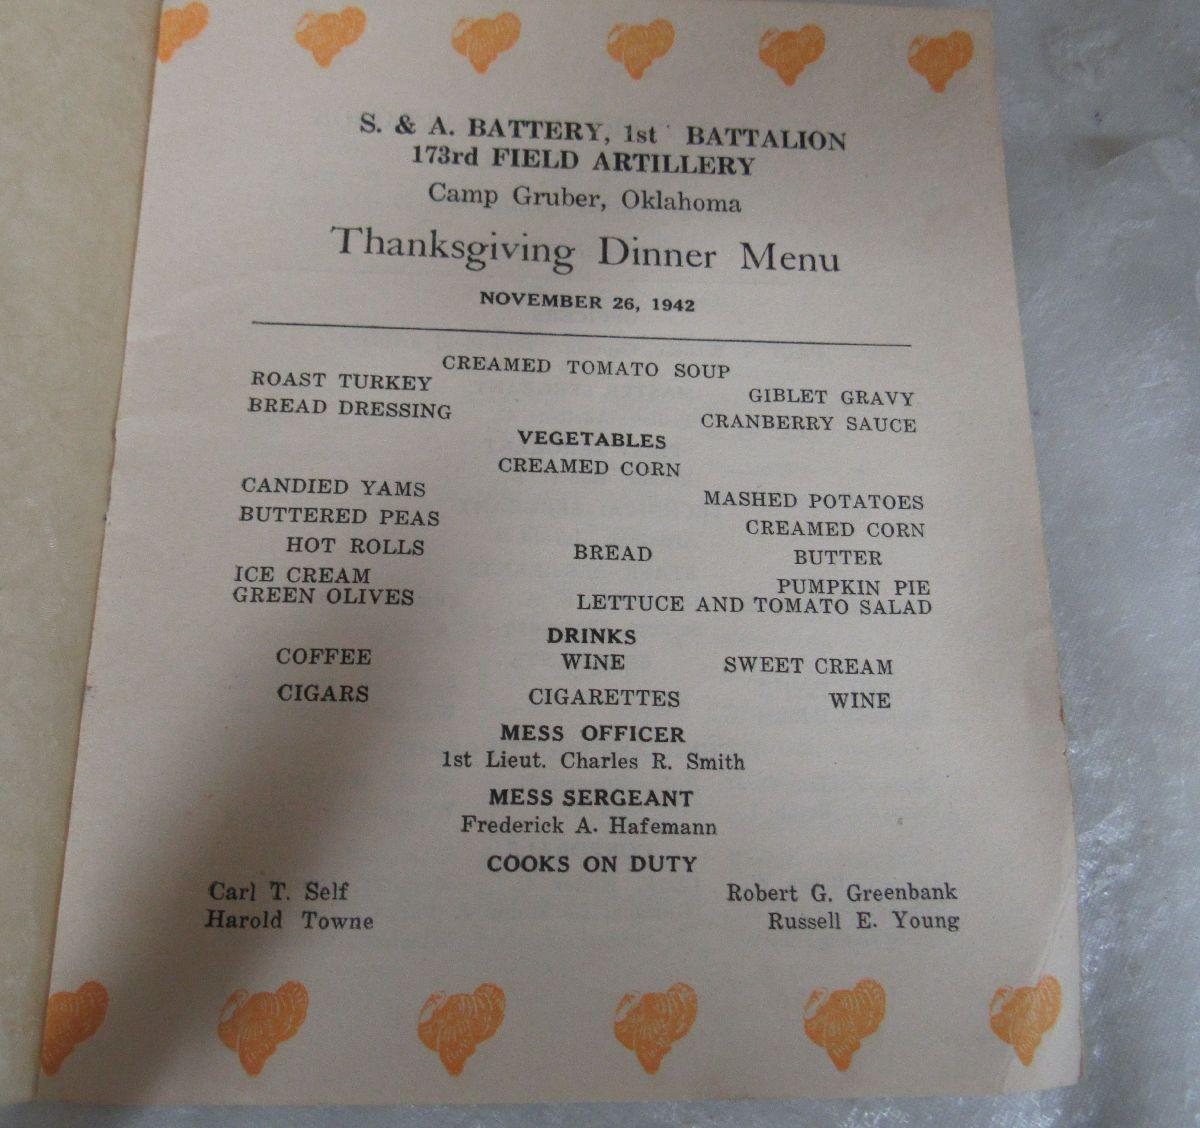 S. & A. BATTERY, 1st BATTALION
173rd FIELD ARTILLERY
Camp Gruber, Oklahoma
Thanksgiving Dinner Menu
NOVEMBER 26, 1942
CREAMED TOMATO SOUP
ROAST TURKEY GIBLET GRAVY
BREAD DRESSING CRANBERRY SAUCE
VEGETABLES
CREAMED CORN
CANDIED YAMS MASHED POTATOES
BUTTERED PEAS CREAMED CORN
HOT ROLLS BREAD BUTTER
ICE CREAM PUMPKIN PIE
GREEN OLIVES LETTUCE AND TOMATO SALAD
DRINKS
COFFEE WINE SWEET CREAM
CIGARS CIGARETTES WINE
MESS OFFICER
1st Lieut. Charles R. Smith
MESS SERGEANT
Frederick A. Hafemann
COOKS ON DUTY
Carl T. Self Robert G. Greenbank
Harold Towne Russell E. Young